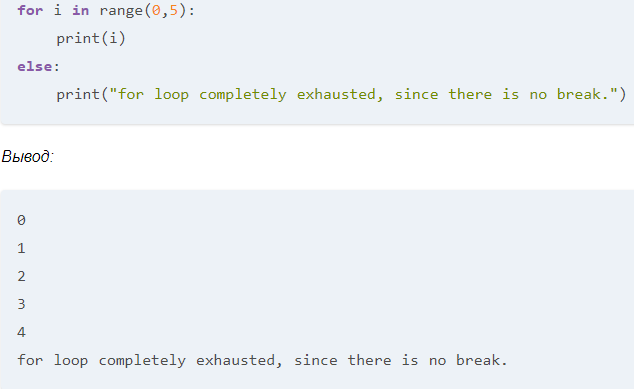 for i in range(0,5):
    print(i)
else:
    print("for loop completely exhausted, since there is no break.")
Вывод:
0
1
2
3
4
for loop completely exhausted, since there is no break.